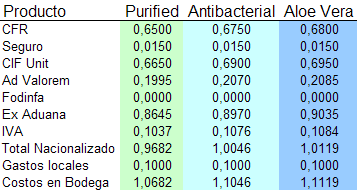 Producto Purified Antibacterial Aloe Vera
CFR 0,6500 0,6750 0,6800
Seguro 0,0150 0,0150 0,0150
CIF Unit 0,6650 0,6900 0,6950
Ad Valorem 0,1995 0,2070 0,2085
Fodinfa 0,0000 0,0000 0,0000
Ex Aduana 0,8645 0,8970 0,9035
IVA 0,1037 0,1076 0,1084
Total Nacionalizado 0,9682 1,0046 1,0119
Gastos locales 0,1000 0,1000 0,1000
Costos en Bodega 1,0682 1,1046 1,1119